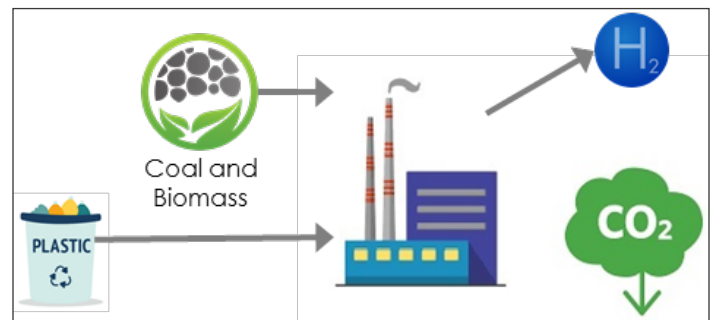 H₂
Coal and
Biomass
PLASTIC
CO₂